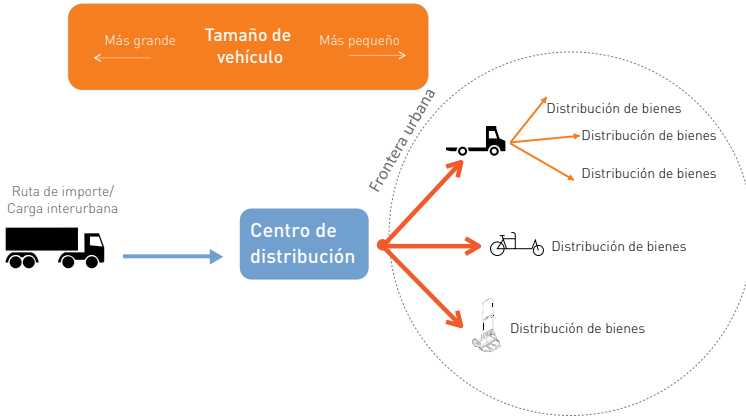 Más grande
Tamaño de
vehículo
Más pequeño
Frontera urbana
Distribución de bienes
Distribución de bienes
Distribución de bienes
Ruta de importe/
Carga interurbana
Centro de
distribución
Distribución de bienes
Distribución de bienes